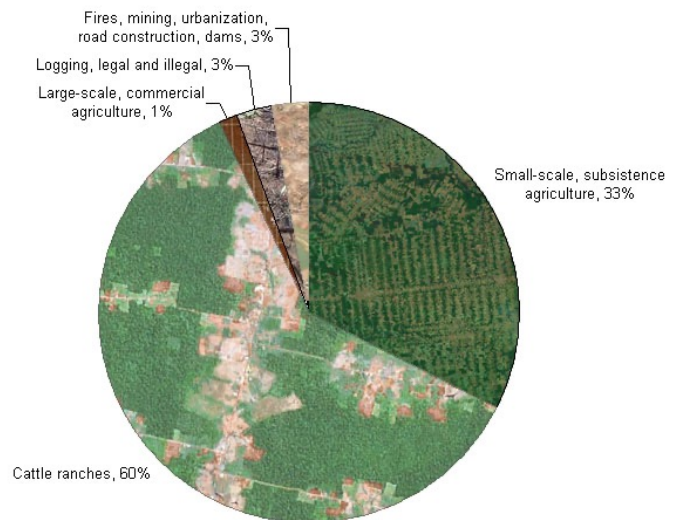 Fires, mining, urbanization,
road construction, dams, 3%
Logging, legal and illegal, 3%
Large-scale, commercial
agriculture, 1%
Small-scale, subsistence
agriculture, 33%
Cattle ranches, 60%